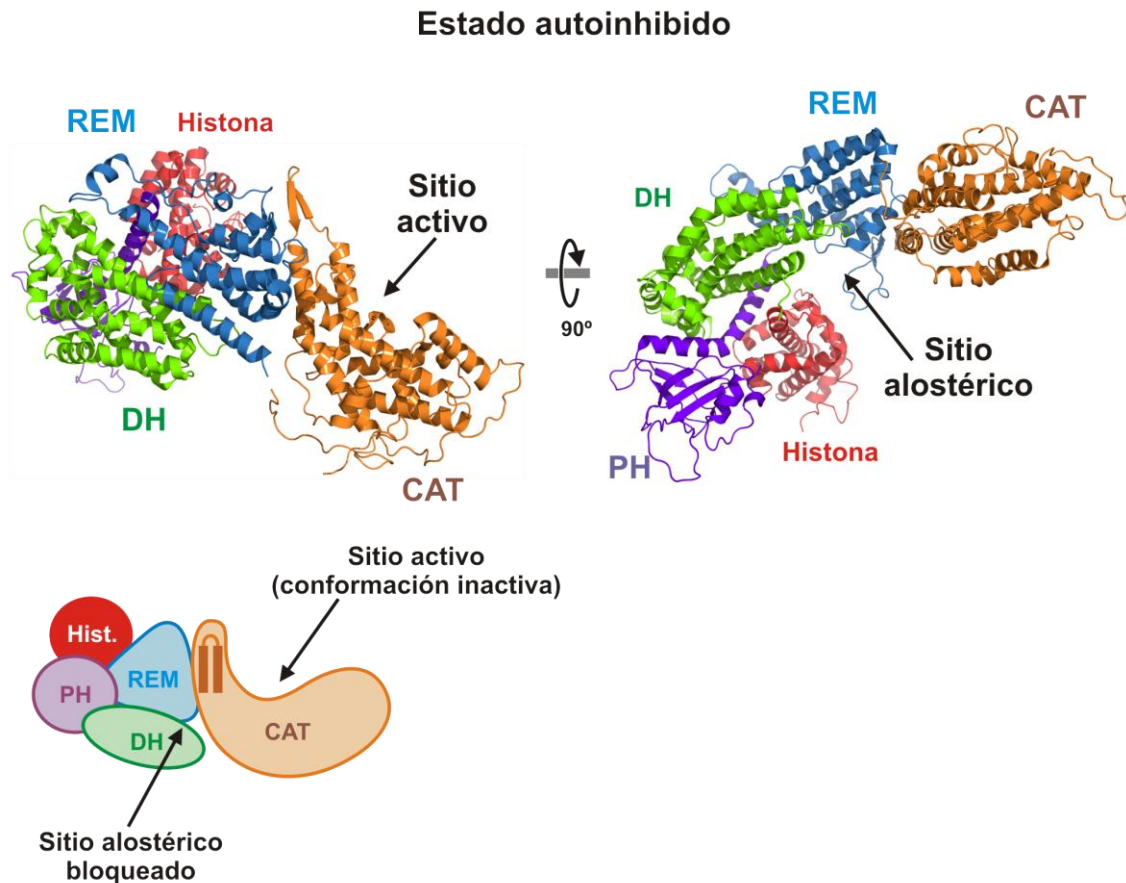 Estado autoinhibido
REM
Histona
Sitio
activo
DH
CAT
90º
REM
CAT
DH
Sitio
alostérico
PH
Histona
Sitio activo
(conformación inactiva)
Hist.
REM
PH
DH
CAT
Sitio alostérico
bloqueado